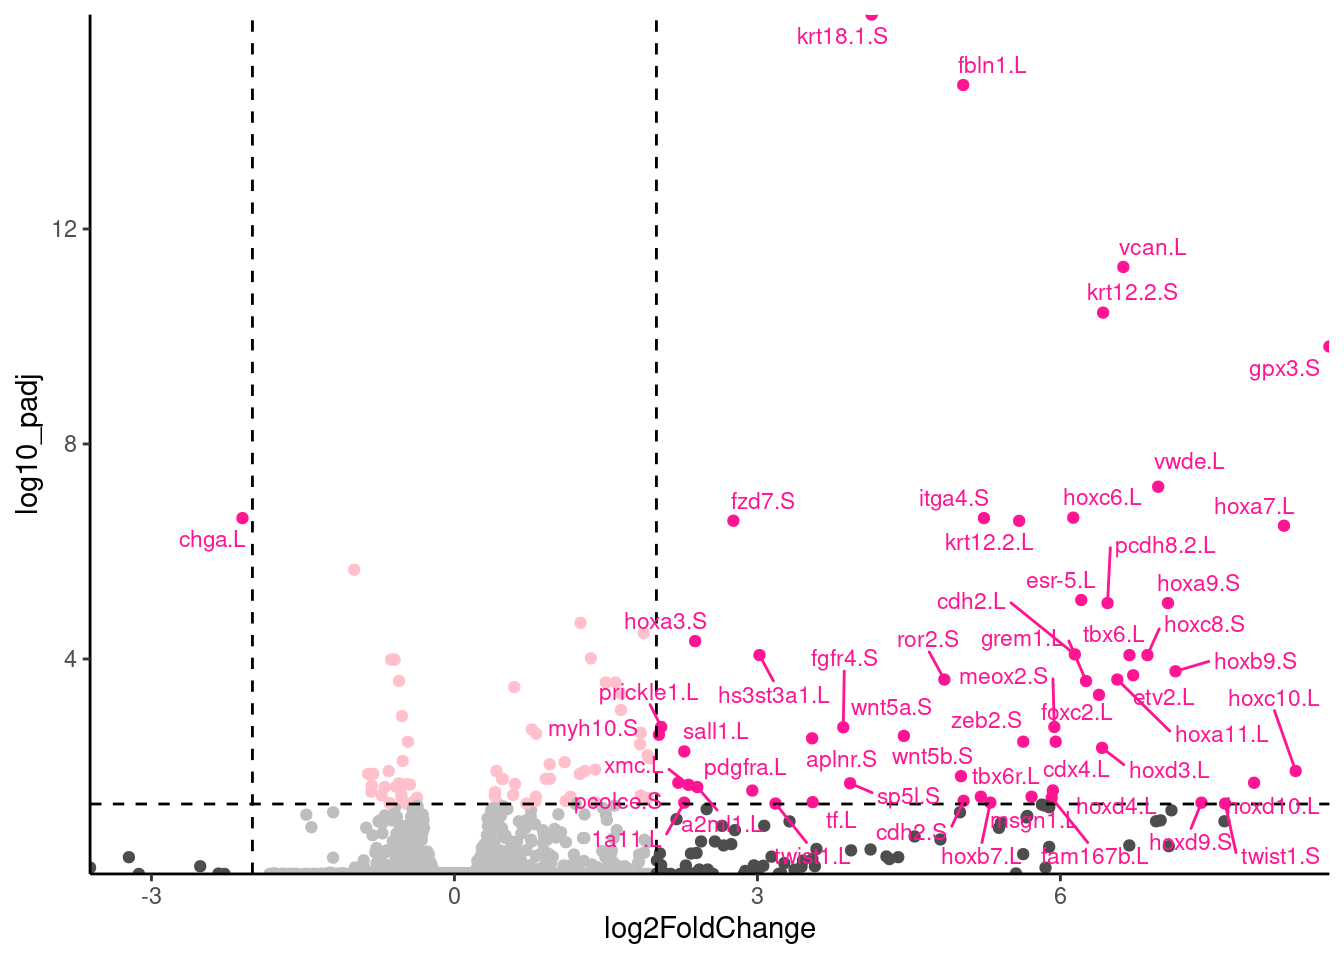 krt18.1.S
fbln1.L
12
vcan.L
krt12.2.S
gpx3.S
8
vwde.L
fzd7.S
itga4.S
hoxc6.L
hoxa7.L
chga.L
krt12.2.L
pcdh8.2.L
esr-5.L
hoxa9.S
cdh2.L
hoxa3.S
ror2.S
grem1.L
tbx6.L
hoxc8.S
4
fgfr4.S
hoxb9.S
meox2.S
prickle1.L
hs3st3a1.L
etv2.L
hoxc10.L
wnt5a.S
foxc2.L
myh10.S
sall1.L
zeb2.S
hoxa11.L
aplnr.S
wnt5b.S
xmc.L
pdgfra.L
tbx6r.L
cdx4.L
hoxd3.L
pcolce.S
sp5l.S
hoxd4.L
hoxd10.L
a2ml1.L
tf.L
msgn1.L
1a11.L
cdh2.S
hoxd9.S
twist1.L
hoxb7.L
fam167b.L
twist1.S
-3
0
3
6
log2FoldChange
log10_padj